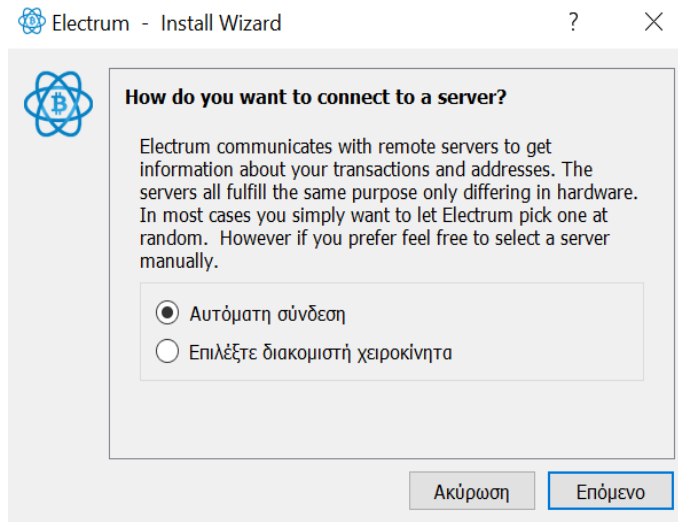 Electrum - Install Wizard
?
How do you want to connect to a server?
Electrum communicates with remote servers to get
information about your transactions and addresses. The
servers all fulfill the same purpose only differing in hardware.
In most cases you simply want to let Electrum pick one at
random.  However if you prefer feel free to select a server
manually.
Αυτόματη σύνδεση
Επιλέξτε διακομιστή χειροκίνητα
Ακύρωση
Επόμενο